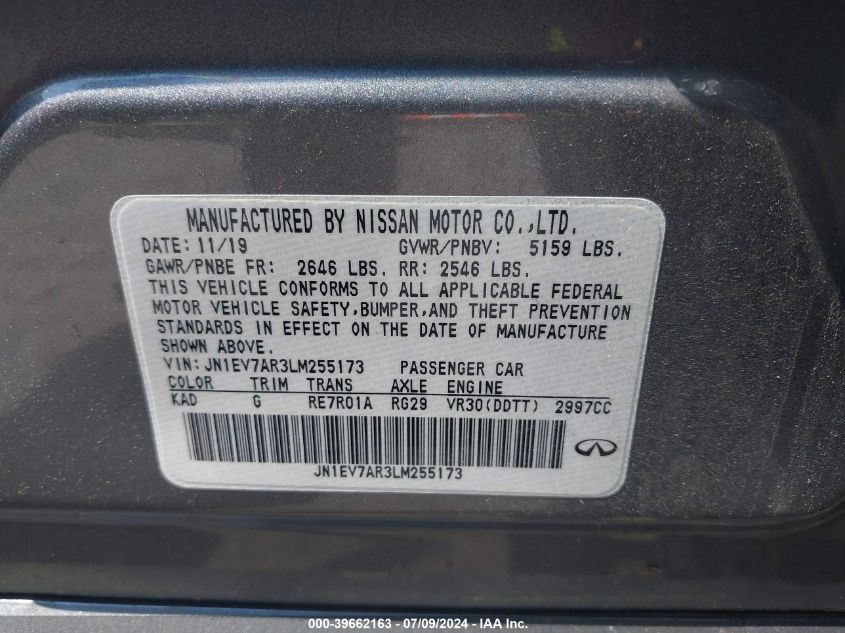 MANUFACTURED BY NISSAN MOTOR CO.,LTD.
DATE: 11/19 GVWR/PNBV: 5159 LBS.
GAWR/PNBE FR: 2646 LBS. RR: 2546 LBS.
THIS VEHICLE CONFORMS TO ALL APPLICABLE FEDERAL
MOTOR VEHICLE SAFETY,BUMPER,AND THEFT PREVENTION
STANDARDS IN EFFECT ON THE DATE OF MANUFACTURE
SHOWN ABOVE.
VIN:JN1EV7AR3LM255173 PASSENGER CAR
COLOR TRIM TRANS AXLE ENGINE
KAD G RE7R01A RG29 VR30(DDTT) 2997CC
JN1EV7AR3LM255173
000-39662163 - 07/09/2024 - IAA Inc.